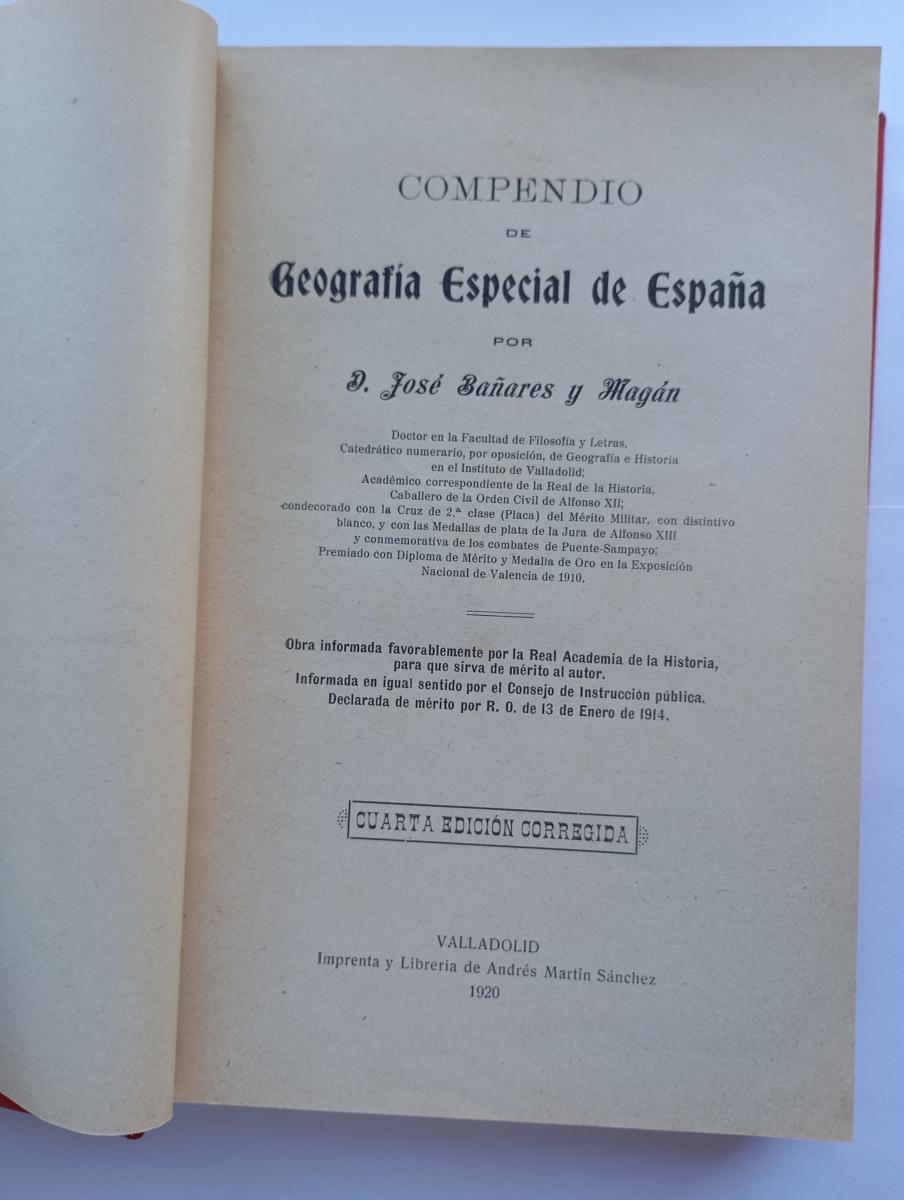 COMPENDIO
DE
Geografía Especial de España
POR
D. José Bañares y Magán
Doctor en la Facultad de Filosofía y Letras,
Catedrático numerario, por oposición, de Geografía e Historia
en el Instituto de Valladolid;
Académico correspondiente de la Real de la Historia,
Caballero de la Orden Civil de Alfonso XII;
condecorado con la Cruz de 2.ª clase (Placa) del Mérito Militar, con distintivo
blanco, y con las Medallas de plata de la Jura de Alfonso XIII
y conmemorativa de los combates de Puente-Sampayo;
Premiado con Diploma de Mérito y Medalla de Oro en la Exposición
Nacional de Valencia de 1910.
Obra informada favorablemente por la Real Academia de la Historia,
para que sirva de mérito al autor.
Informada en igual sentido por el Consejo de Instrucción pública.
Declarada de mérito por R. O. de 13 de Enero de 1914.
CUARTA EDICIÓN CORREGIDA
VALLADOLID
Imprenta y Librería de Andrés Martín Sánchez
1920